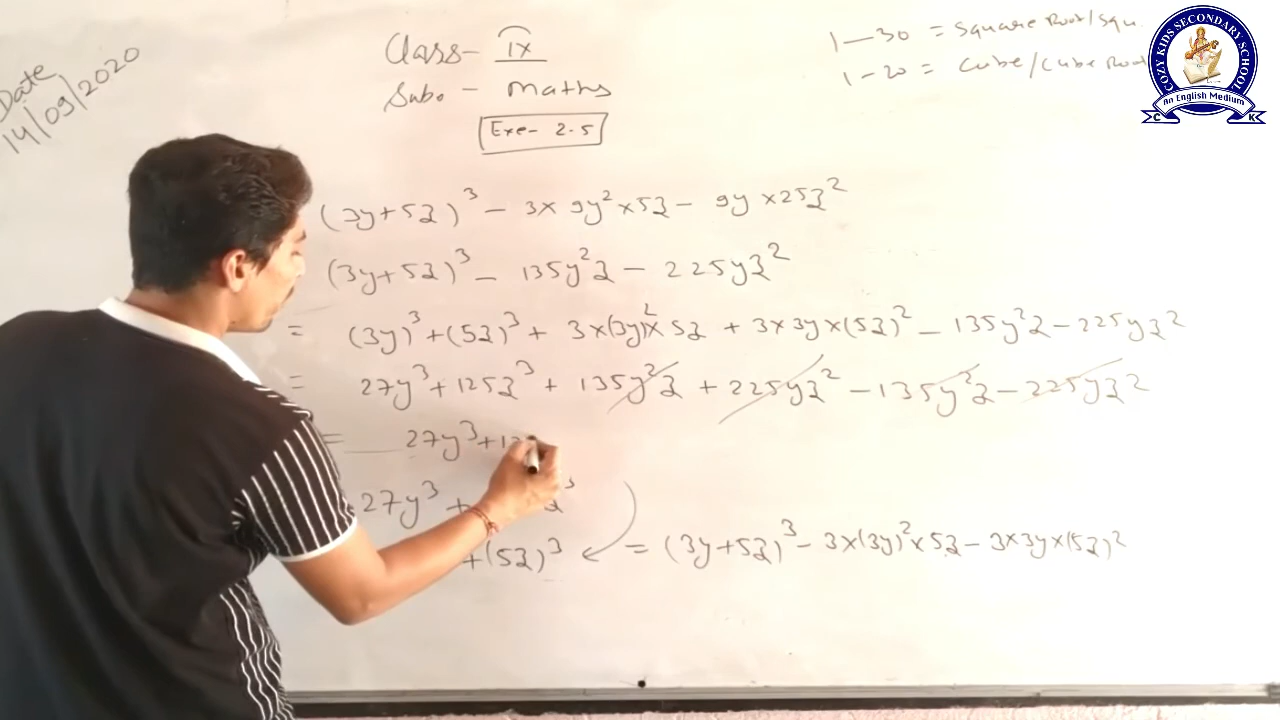 Date
14/09/2020
Class- IX
Sub. - Maths
Exe- 2.5
1-30 = Square Root/Squ.
1-20 = Cube/Cube Root
COZY KIDS SECONDARY SCHOOL
An English Medium
C K
(3y+5z)³ - 3×9y²×5z - 9y×25z²
(3y+5z)³ - 135y²z - 225yz²
= (3y)³+(5z)³ + 3×(3y)²×5z + 3×3y×(5z)² - 135y²z - 225yz²
= 27y³+125z³ + 135y²z + 225yz² - 135y²z - 225yz²
= 27y³+12
27y³ +
+(5z)³ = (3y+5z)³ - 3×(3y)²×5z - 3×3y×(5z)²